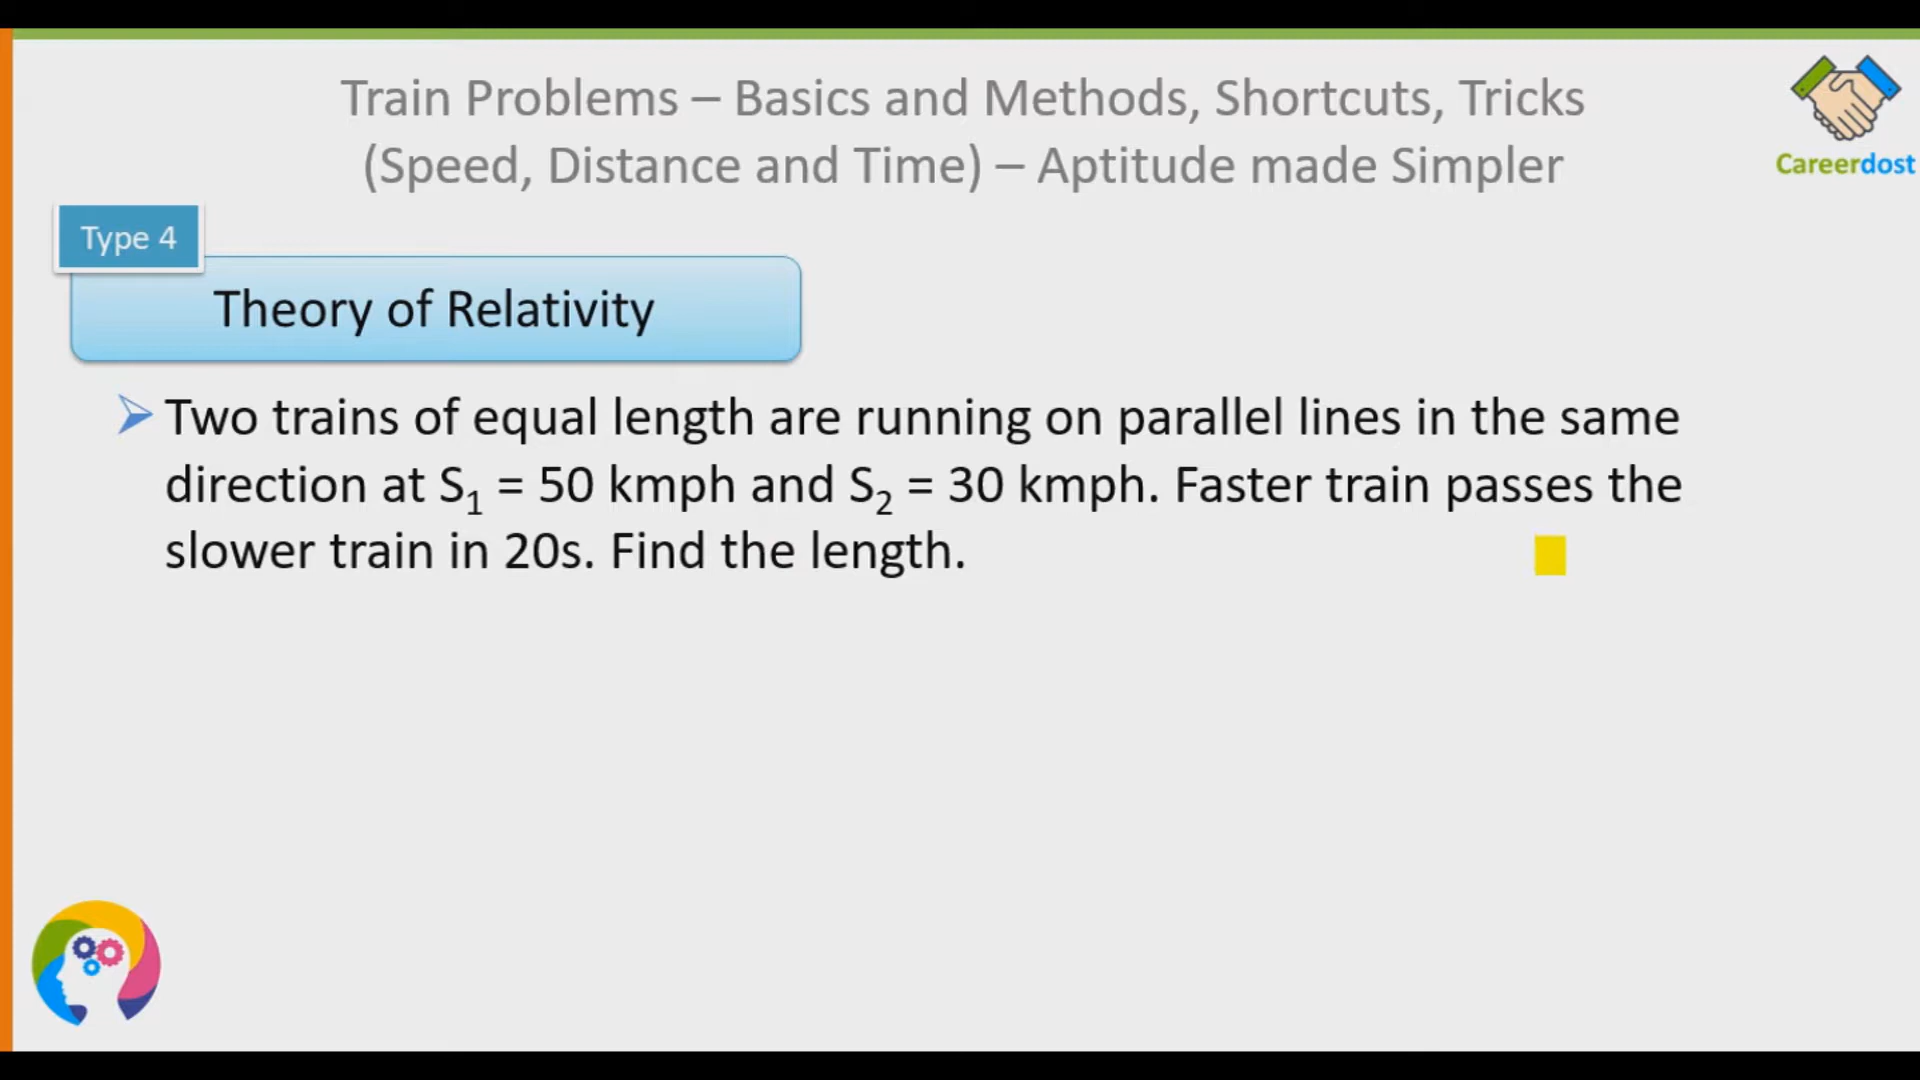 Train Problems – Basics and Methods, Shortcuts, Tricks
(Speed, Distance and Time) – Aptitude made Simpler
Careerdost
Type 4
Theory of Relativity
Two trains of equal length are running on parallel lines in the same
direction at S₁ = 50 kmph and S₂ = 30 kmph. Faster train passes the
slower train in 20s. Find the length.